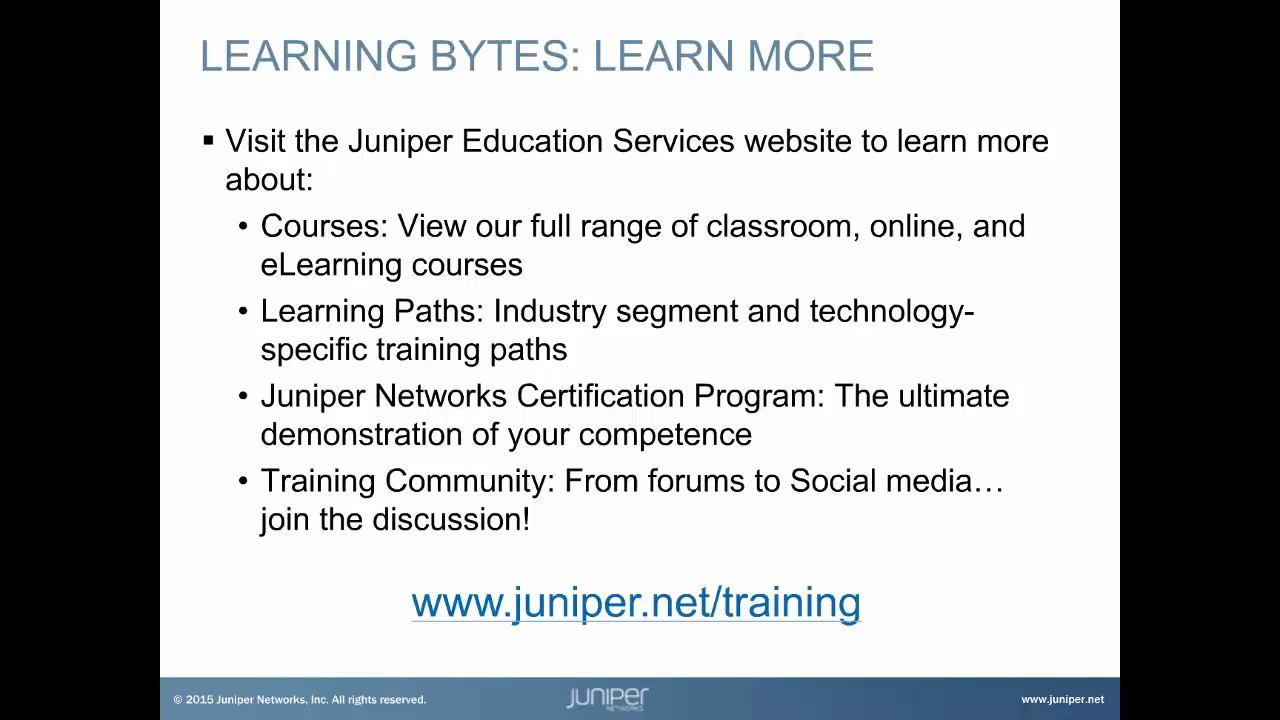 LEARNING BYTES: LEARN MORE
▪ Visit the Juniper Education Services website to learn more
about:
• Courses: View our full range of classroom, online, and
eLearning courses
• Learning Paths: Industry segment and technology-
specific training paths
• Juniper Networks Certification Program: The ultimate
demonstration of your competence
• Training Community: From forums to Social media…
join the discussion!
www.juniper.net/training
© 2015 Juniper Networks, Inc. All rights reserved.
JUNIPER
NETWORKS
www.juniper.net